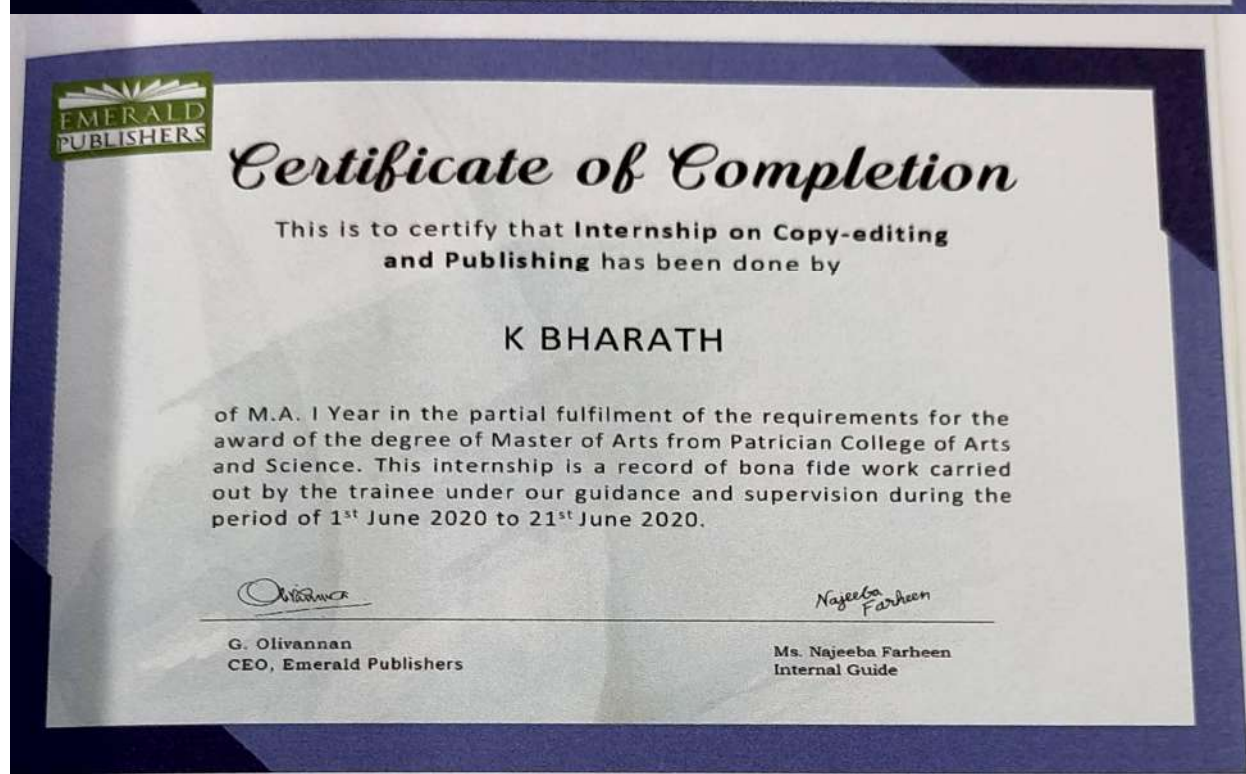 EMERALD
PUBLISHERS
Certificate of Completion
This is to certify that Internship on Copy-editing
and Publishing has been done by
K BHARATH
of M.A. I Year in the partial fulfilment of the requirements for the
award of the degree of Master of Arts from Patrician College of Arts
and Science. This internship is a record of bona fide work carried
out by the trainee under our guidance and supervision during the
period of 1st June 2020 to 21st June 2020.
Najeeba
Farheen
G. Olivannan
CEO, Emerald Publishers
Ms. Najeeba Farheen
Internal Guide